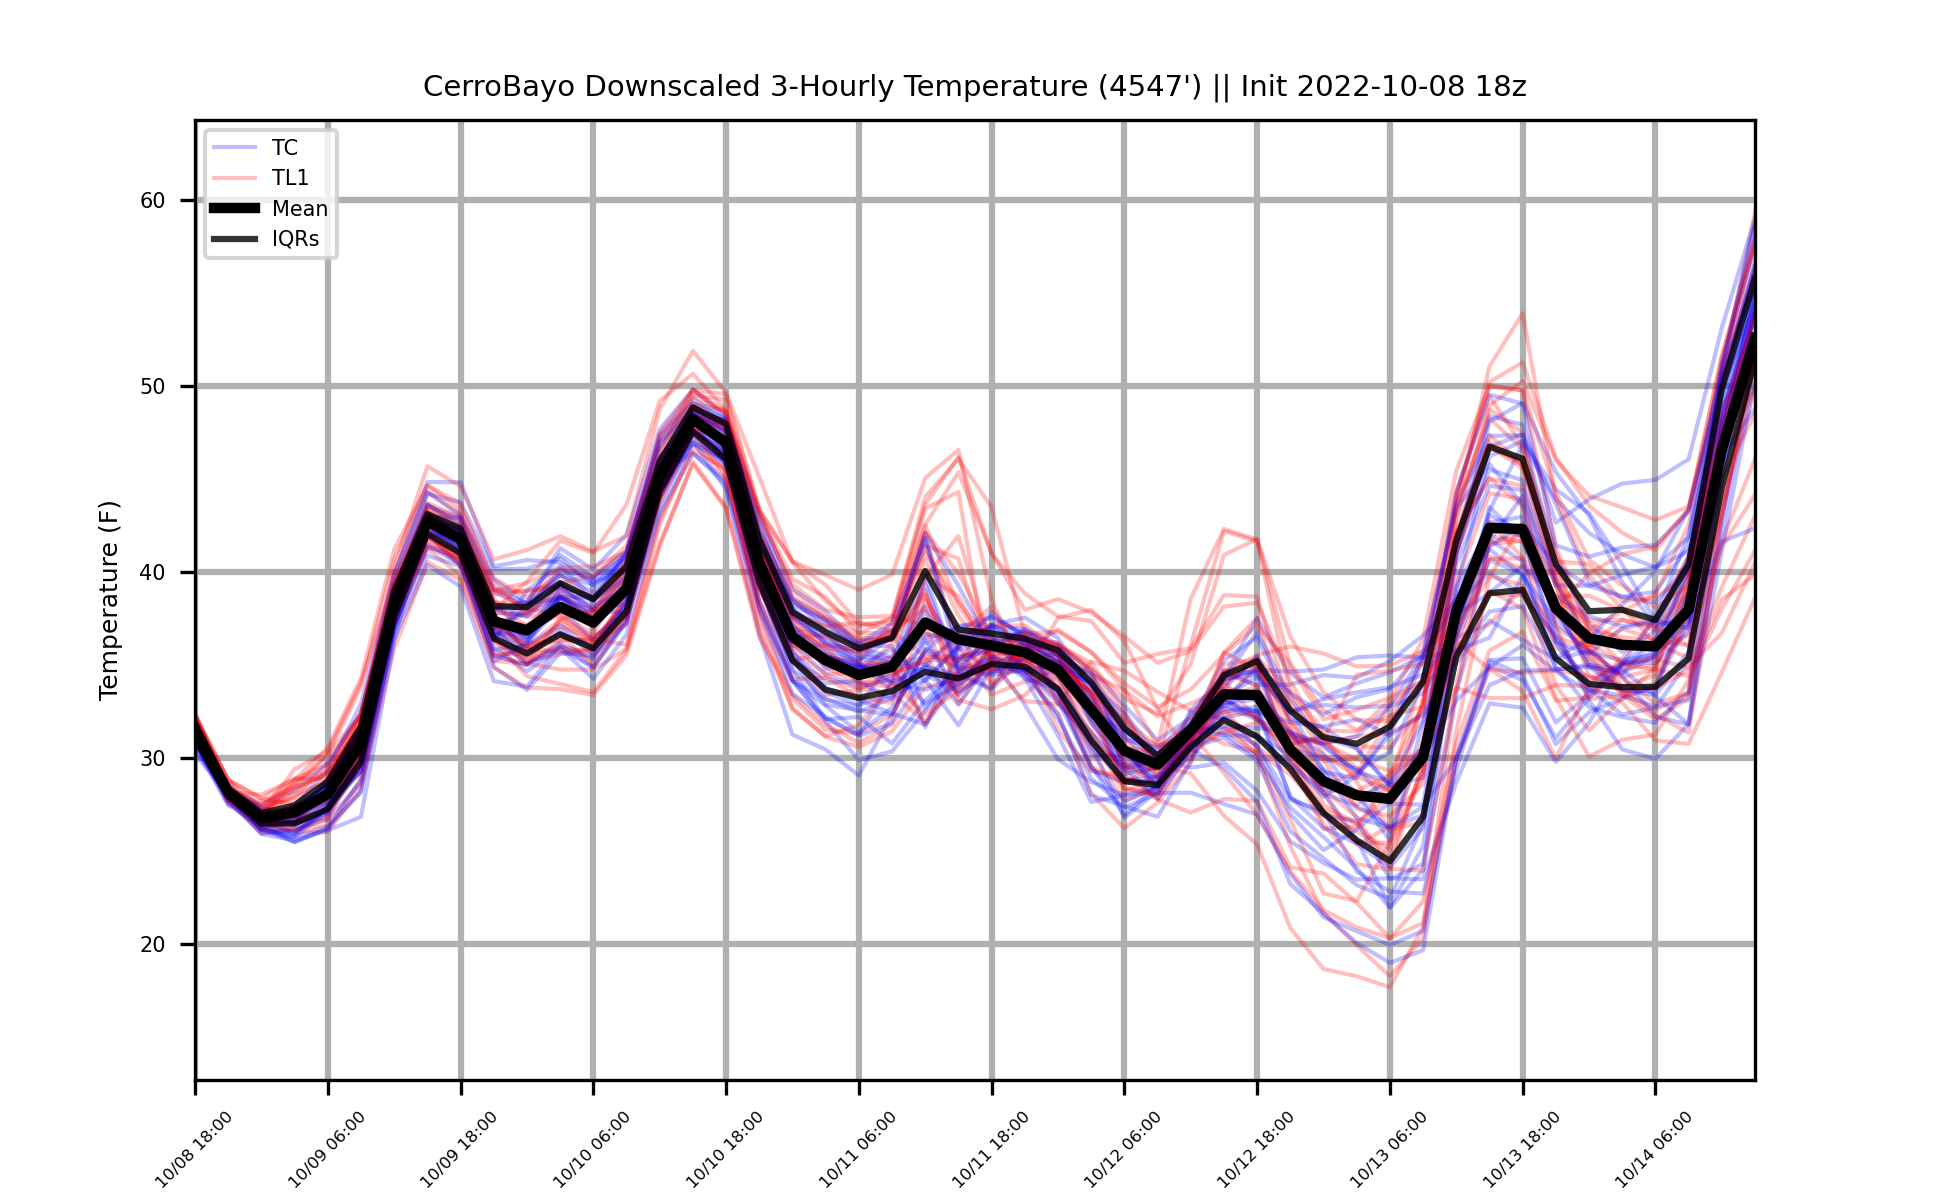 CerroBayo Downscaled 3-Hourly Temperature (4547') || Init 2022-10-08 18z
TC
TL1
Mean
IQRs
Temperature (F)
60
50
40
30
20
10/08 18:00
10/09 06:00
10/09 18:00
10/10 06:00
10/10 18:00
10/11 06:00
10/11 18:00
10/12 06:00
10/12 18:00
10/13 06:00
10/13 18:00
10/14 06:00